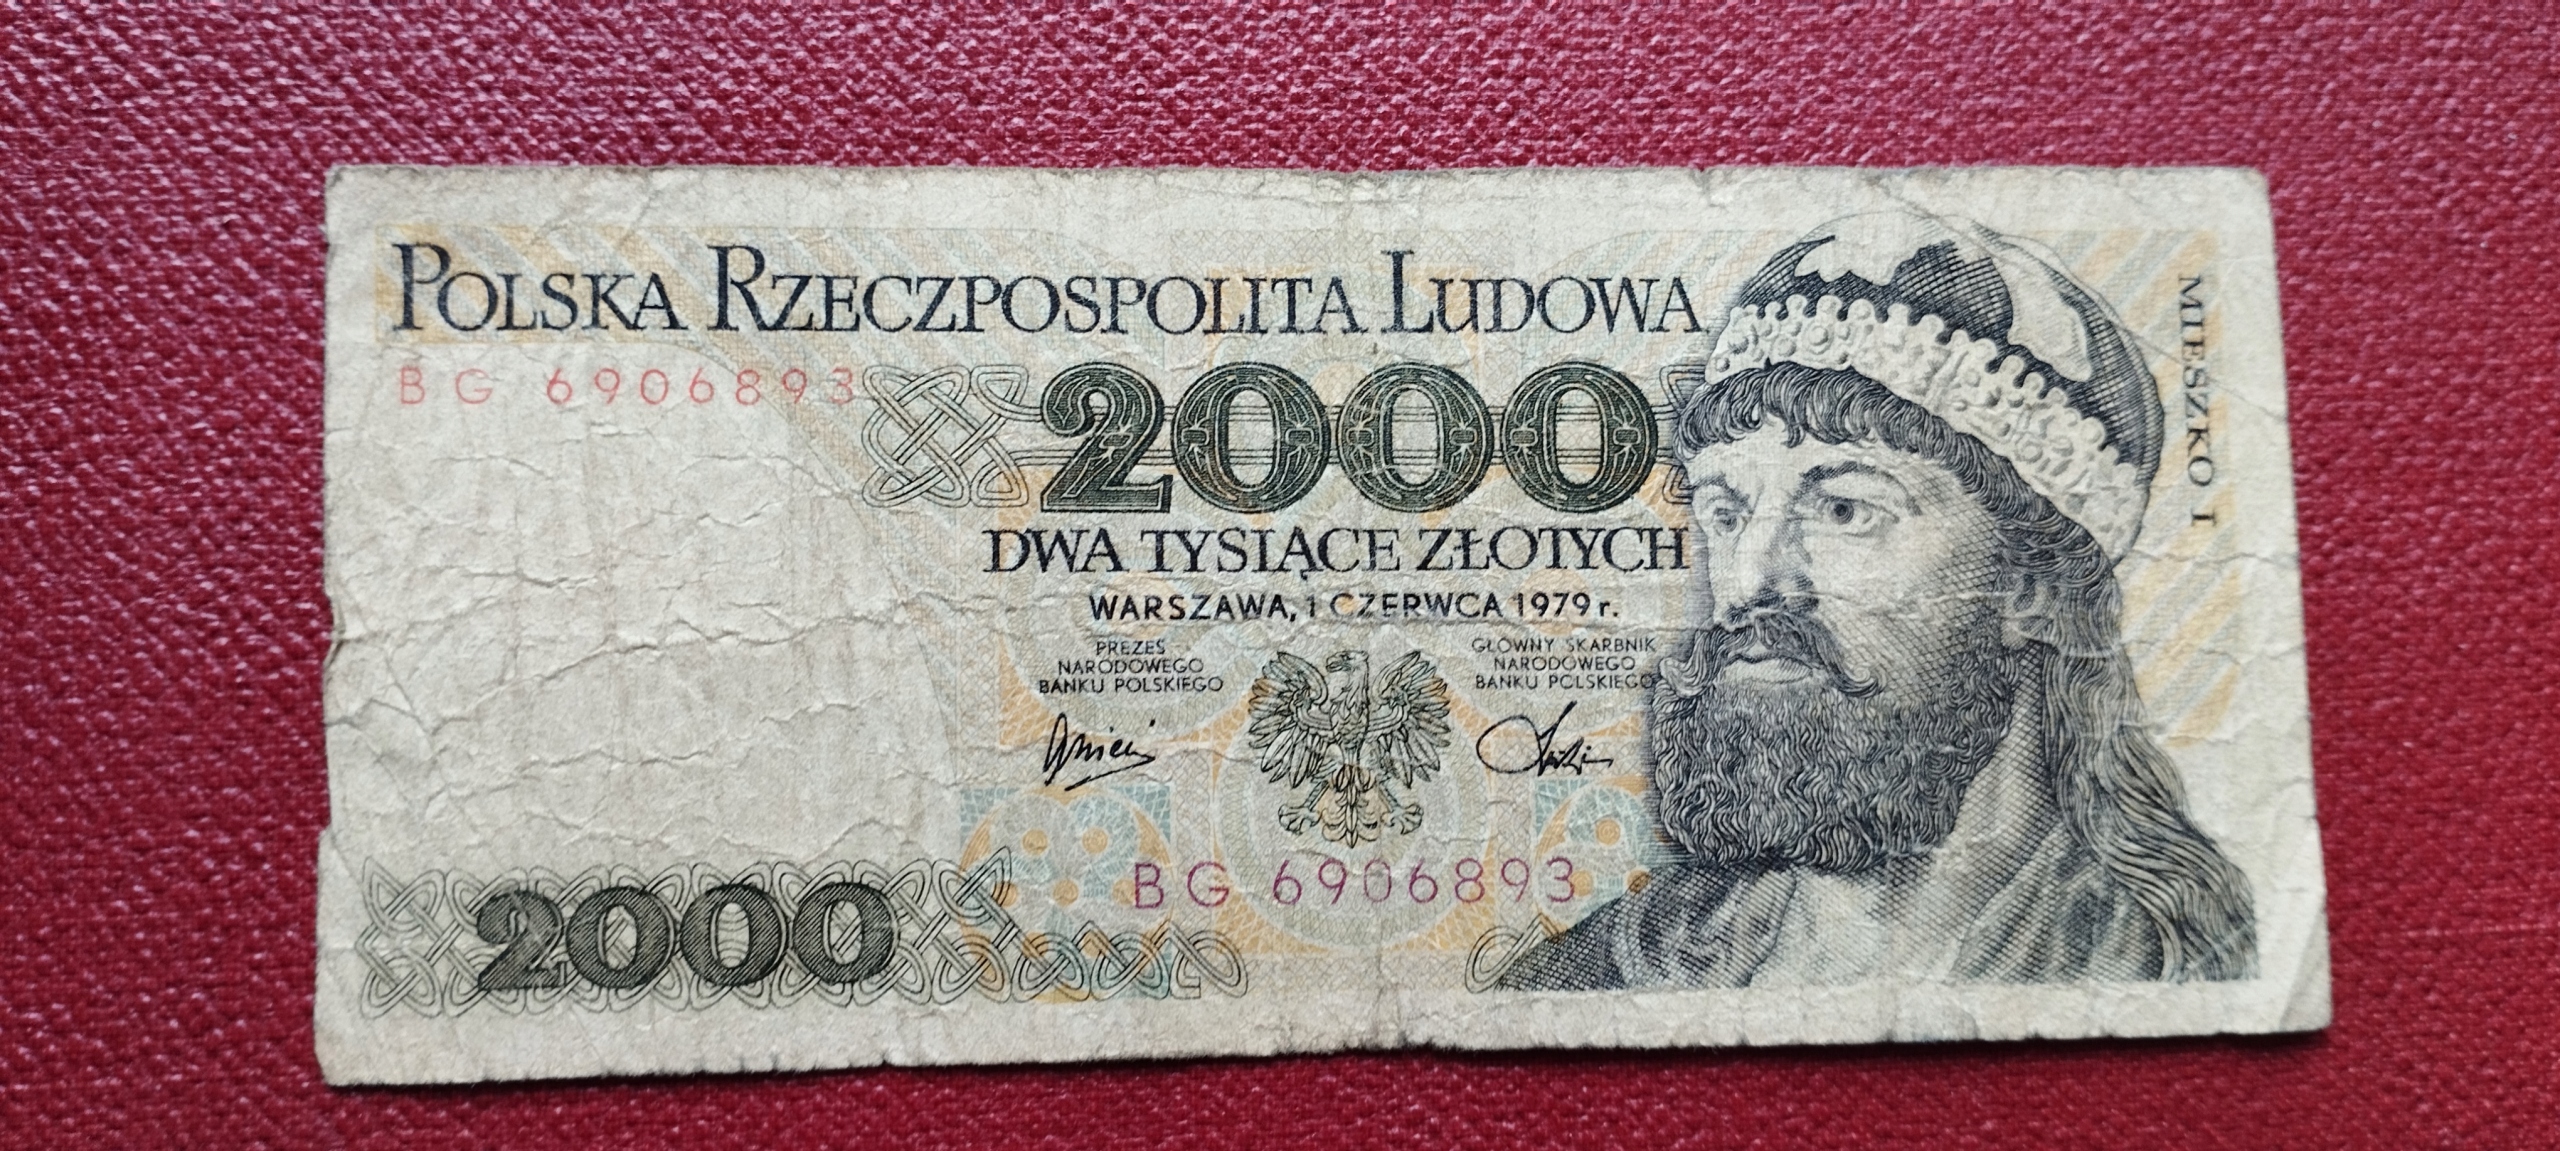 POLSKA RZECZPOSPOLITA LUDOWA
BG 6906893
2000
DWA TYSIĄCE ZŁOTYCH
WARSZAWA, 1 CZERWCA 1979 r.
PREZES
NARODOWEGO
BANKU POLSKIEGO
GŁÓWNY SKARBNIK
NARODOWEGO
BANKU POLSKIEGO
BG 6906893
2000
MIESZKO I